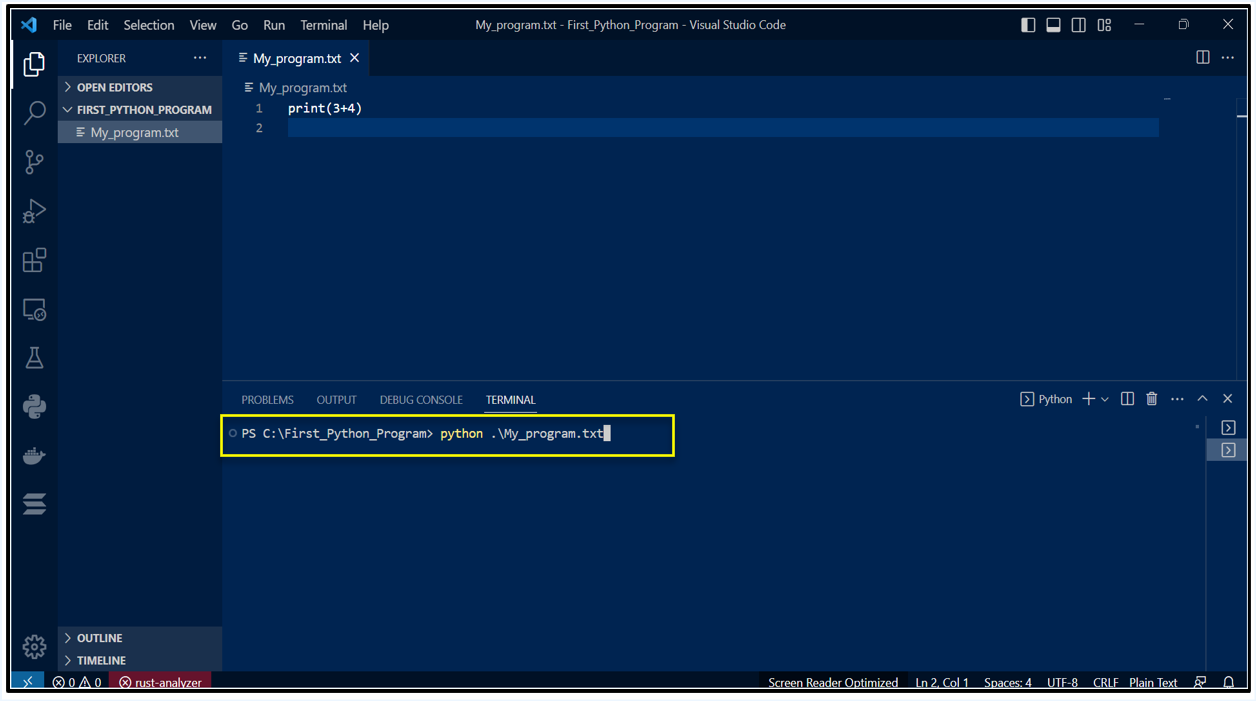 File Edit Selection View Go Run Terminal Help My_program.txt - First_Python_Program - Visual Studio Code
EXPLORER
OPEN EDITORS
FIRST_PYTHON_PROGRAM
My_program.txt
My_program.txt
My_program.txt
1 print(3+4)
2
PROBLEMS OUTPUT DEBUG CONSOLE TERMINAL Python
PS C:\First_Python_Program> python .\My_program.txt
OUTLINE
TIMELINE
0 0 rust-analyzer Screen Reader Optimized Ln 2, Col 1 Spaces: 4 UTF-8 CRLF Plain Text